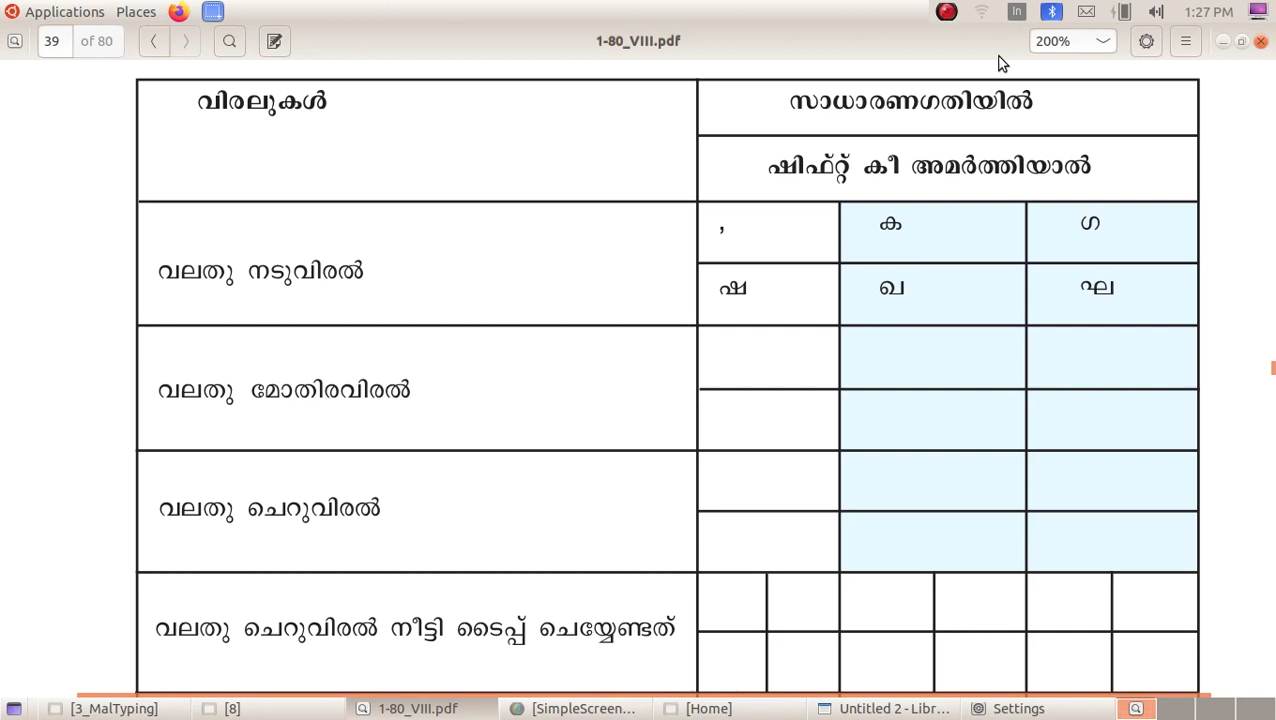 Applications Places In 1:27 PM
39 of 80 1-80_VIII.pdf 200%
വിരലുകൾ സാധാരണഗതിയിൽ
ഷിഫ്റ്റ് കീ അമർത്തിയാൽ
വലതു നടുവിരൽ , ക ഗ
ഷ ഖ ഘ
വലതു മോതിരവിരൽ
വലതു ചെറുവിരൽ
വലതു ചെറുവിരൽ നീട്ടി ടൈപ്പ് ചെയ്യേണ്ടത്
[3_MalTyping] [8] 1-80_VIII.pdf [SimpleScreen... [Home] Untitled 2 - Libr... Settings